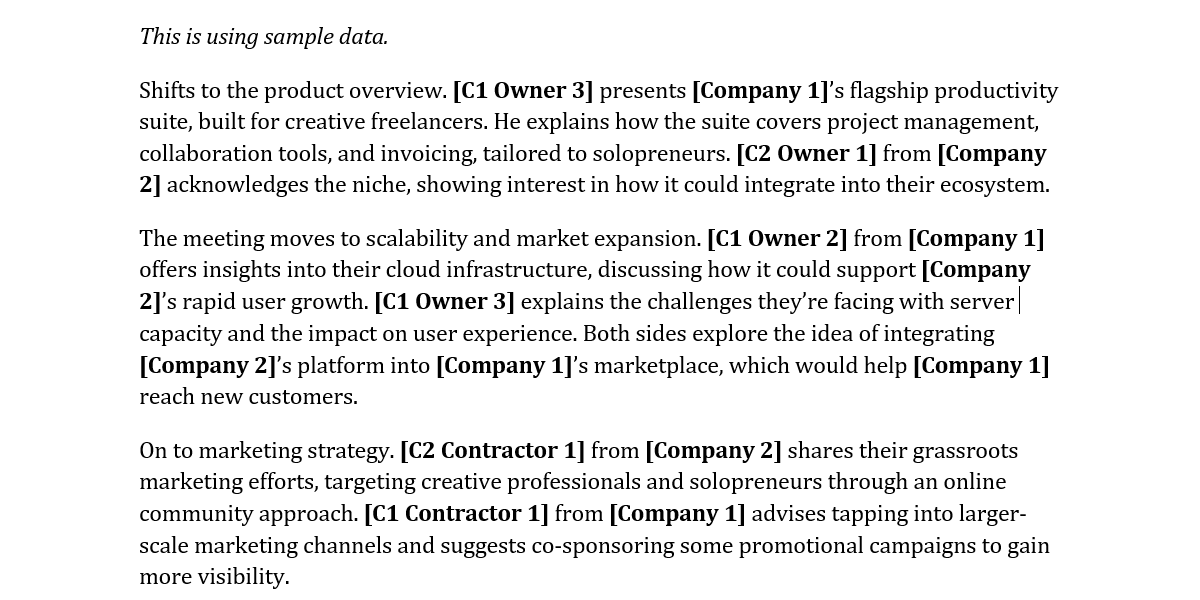 This is using sample data.
Shifts to the product overview. [C1 Owner 3] presents [Company 1]’s flagship productivity
suite, built for creative freelancers. He explains how the suite covers project management,
collaboration tools, and invoicing, tailored to solopreneurs. [C2 Owner 1] from [Company
2] acknowledges the niche, showing interest in how it could integrate into their ecosystem.
The meeting moves to scalability and market expansion. [C1 Owner 2] from [Company 1]
offers insights into their cloud infrastructure, discussing how it could support [Company
2]’s rapid user growth. [C1 Owner 3] explains the challenges they’re facing with server
capacity and the impact on user experience. Both sides explore the idea of integrating
[Company 2]’s platform into [Company 1]’s marketplace, which would help [Company 1]
reach new customers.
On to marketing strategy. [C2 Contractor 1] from [Company 2] shares their grassroots
marketing efforts, targeting creative professionals and solopreneurs through an online
community approach. [C1 Contractor 1] from [Company 1] advises tapping into larger-
scale marketing channels and suggests co-sponsoring some promotional campaigns to gain
more visibility.